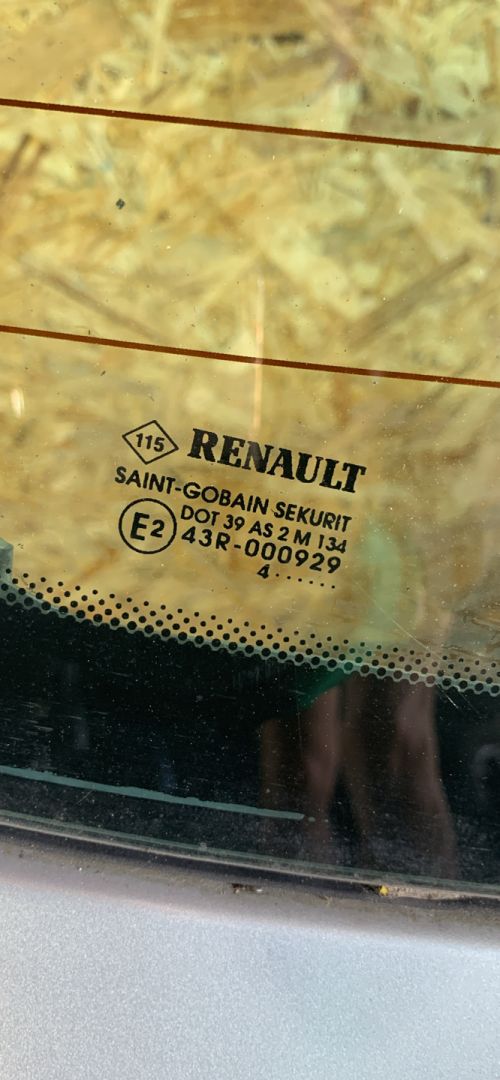 115 RENAULT
SAINT-GOBAIN SEKURIT
E2 DOT 39 AS 2 M 134
43R-000929
4 · · · · · ·